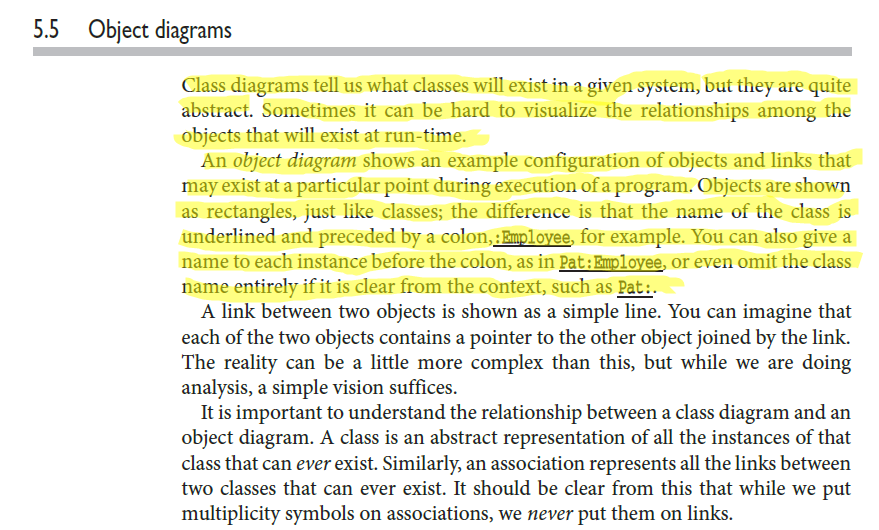 5.5 Object diagrams
Class diagrams tell us what classes will exist in a given system, but they are quite
abstract. Sometimes it can be hard to visualize the relationships among the
objects that will exist at run-time.
An object diagram shows an example configuration of objects and links that
may exist at a particular point during execution of a program. Objects are shown
as rectangles, just like classes; the difference is that the name of the class is
underlined and preceded by a colon, :Employee, for example. You can also give a
name to each instance before the colon, as in Pat:Employee, or even omit the class
name entirely if it is clear from the context, such as Pat:.
A link between two objects is shown as a simple line. You can imagine that
each of the two objects contains a pointer to the other object joined by the link.
The reality can be a little more complex than this, but while we are doing
analysis, a simple vision suffices.
It is important to understand the relationship between a class diagram and an
object diagram. A class is an abstract representation of all the instances of that
class that can ever exist. Similarly, an association represents all the links between
two classes that can ever exist. It should be clear from this that while we put
multiplicity symbols on associations, we never put them on links.